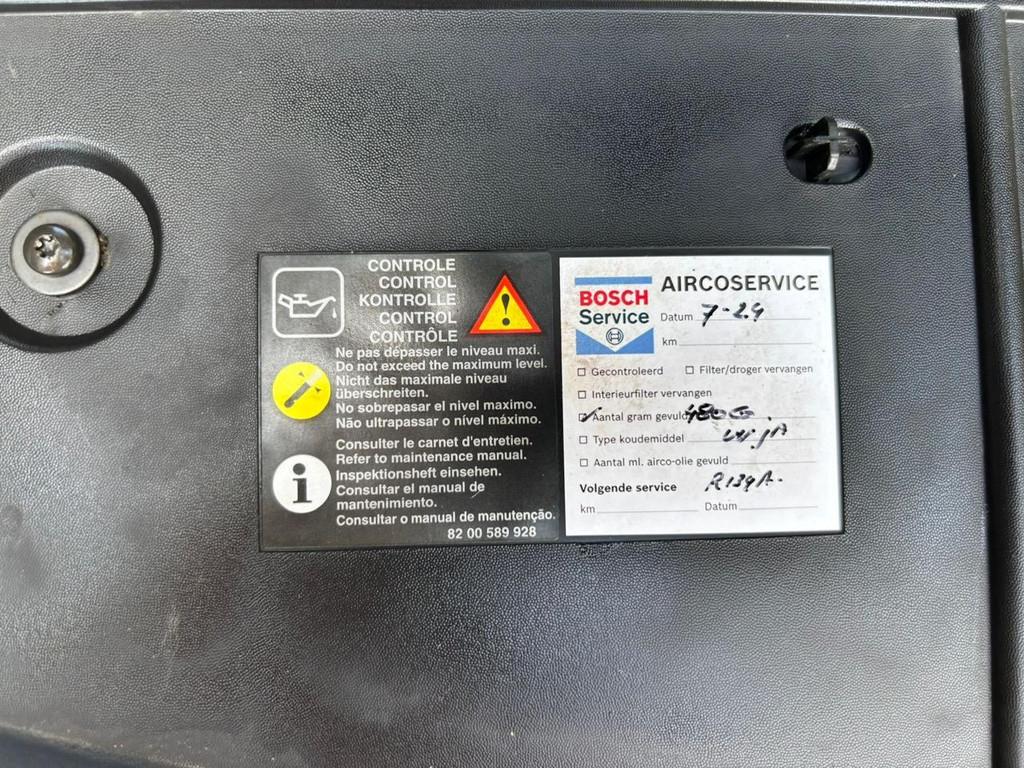 CONTROLE
CONTROL
KONTROLLE
CONTROL
CONTRÔLE
Ne pas dépasser le niveau maxi.
Do not exceed the maximum level.
Nicht das maximale niveau
überschreiten.
No sobrepasar el nivel maximo.
Não ultrapassar o nível máximo.
Consulter le carnet d'entretien.
Refer to maintenance manual.
Inspektionsheft einsehen.
Consultar el manual de
mantenimiento.
Consultar o manual de manutenção.
82 00 589 928
BOSCH
Service
AIRCOSERVICE
Datum 7-24
km
Gecontroleerd Filter/droger vervangen
Interieurfilter vervangen
Aantal gram gevuld 480G.
Type koudemiddel
Aantal ml. airco-olie gevuld
Volgende service R134A.
km Datum